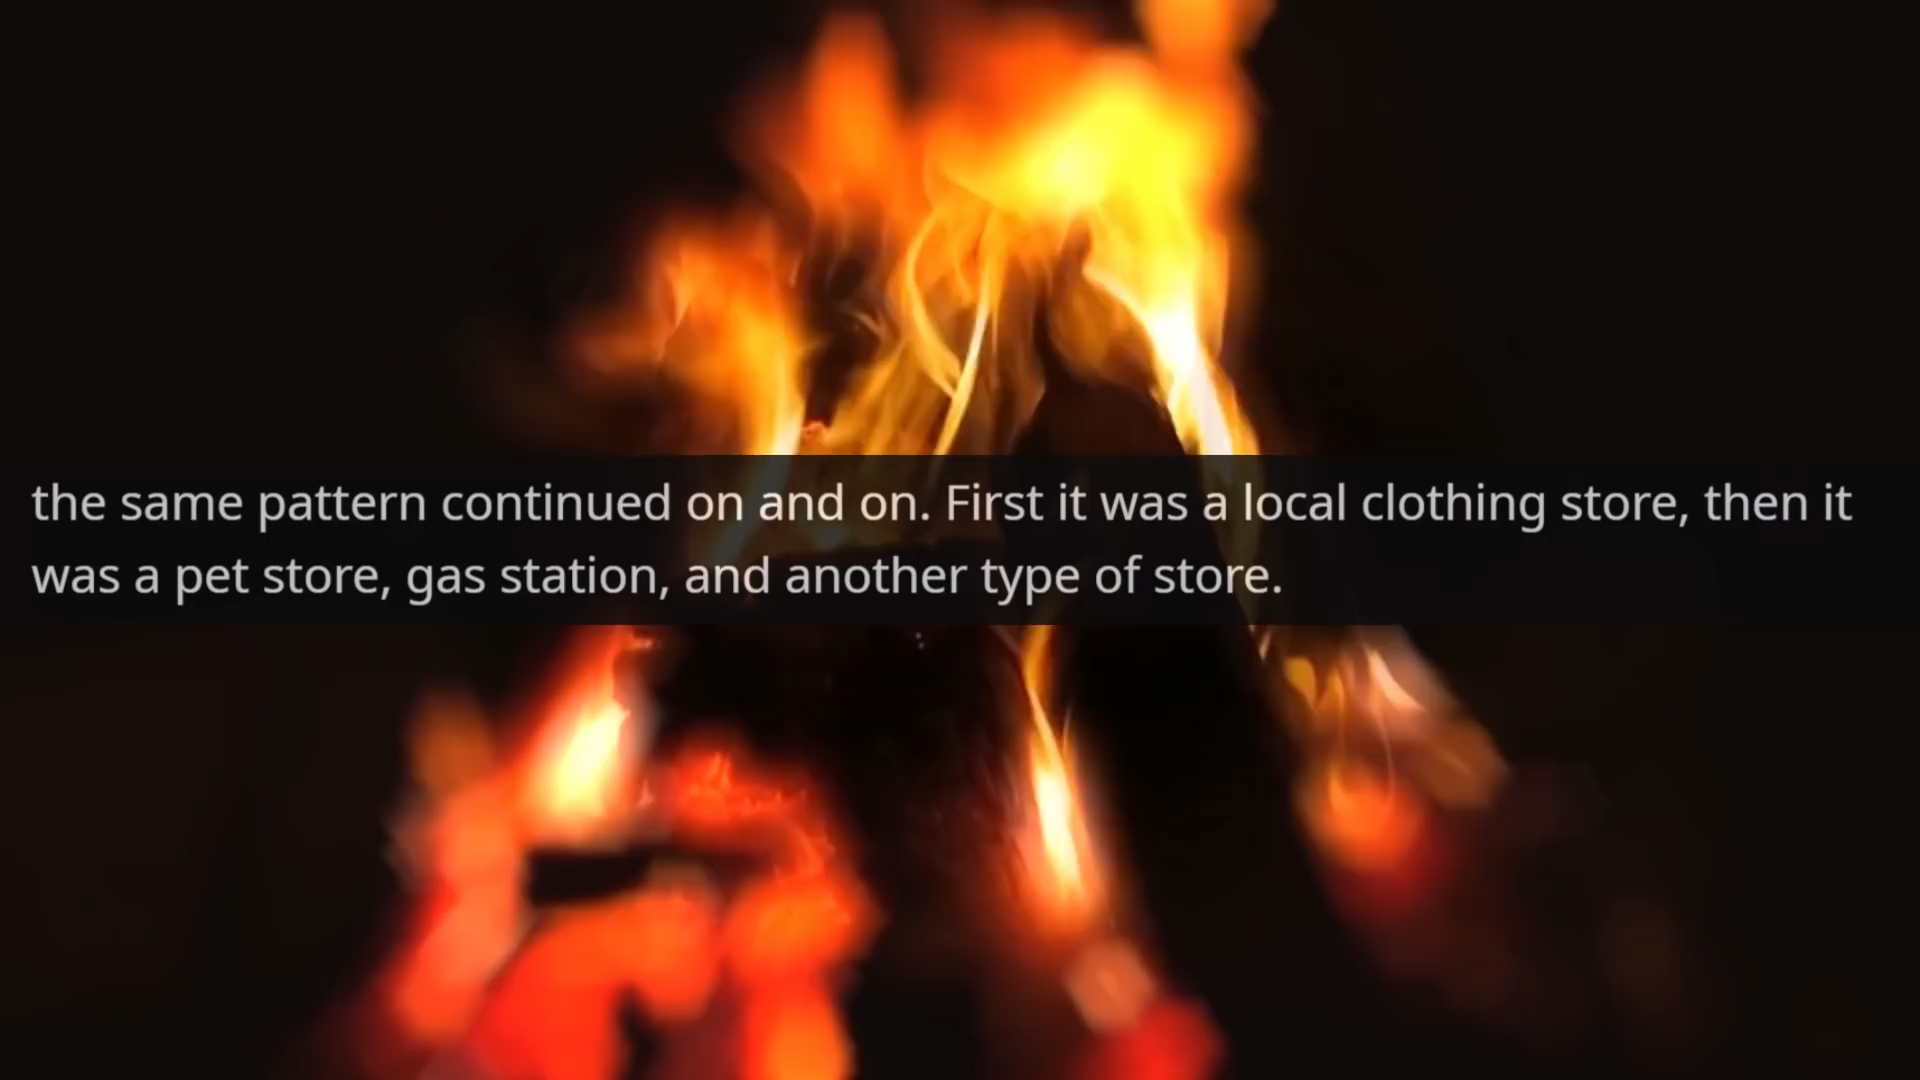 the same pattern continued on and on. First it was a local clothing store, then it
was a pet store, gas station, and another type of store.